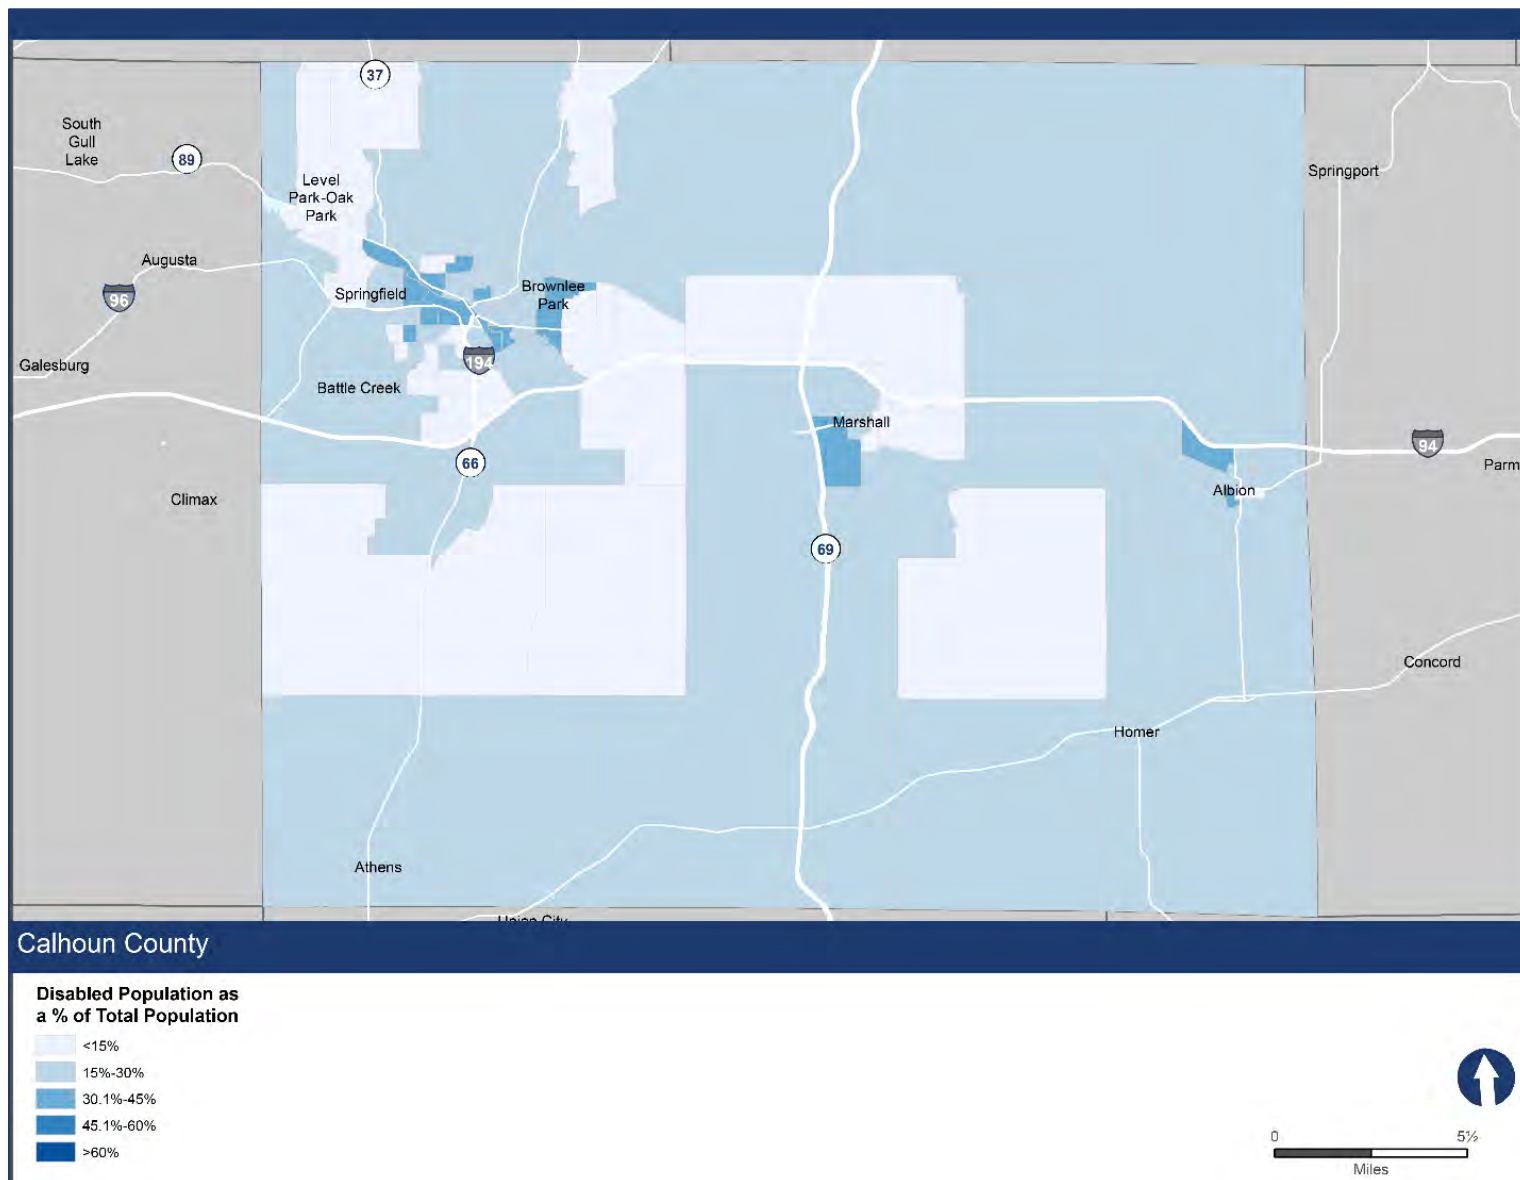 37
South
Gull
Lake
89
Springport
Level
Park-Oak
Park
Augusta
96
Springfield
Brownlee
Park
Galesburg
194
Battle Creek
Marshall
94
66
Parm
Climax
Albion
69
Concord
Homer
Athens
Union City
Calhoun County
Disabled Population as
a % of Total Population
<15%
15%-30%
30.1%-45%
45.1%-60%
>60%
0 5½
Miles